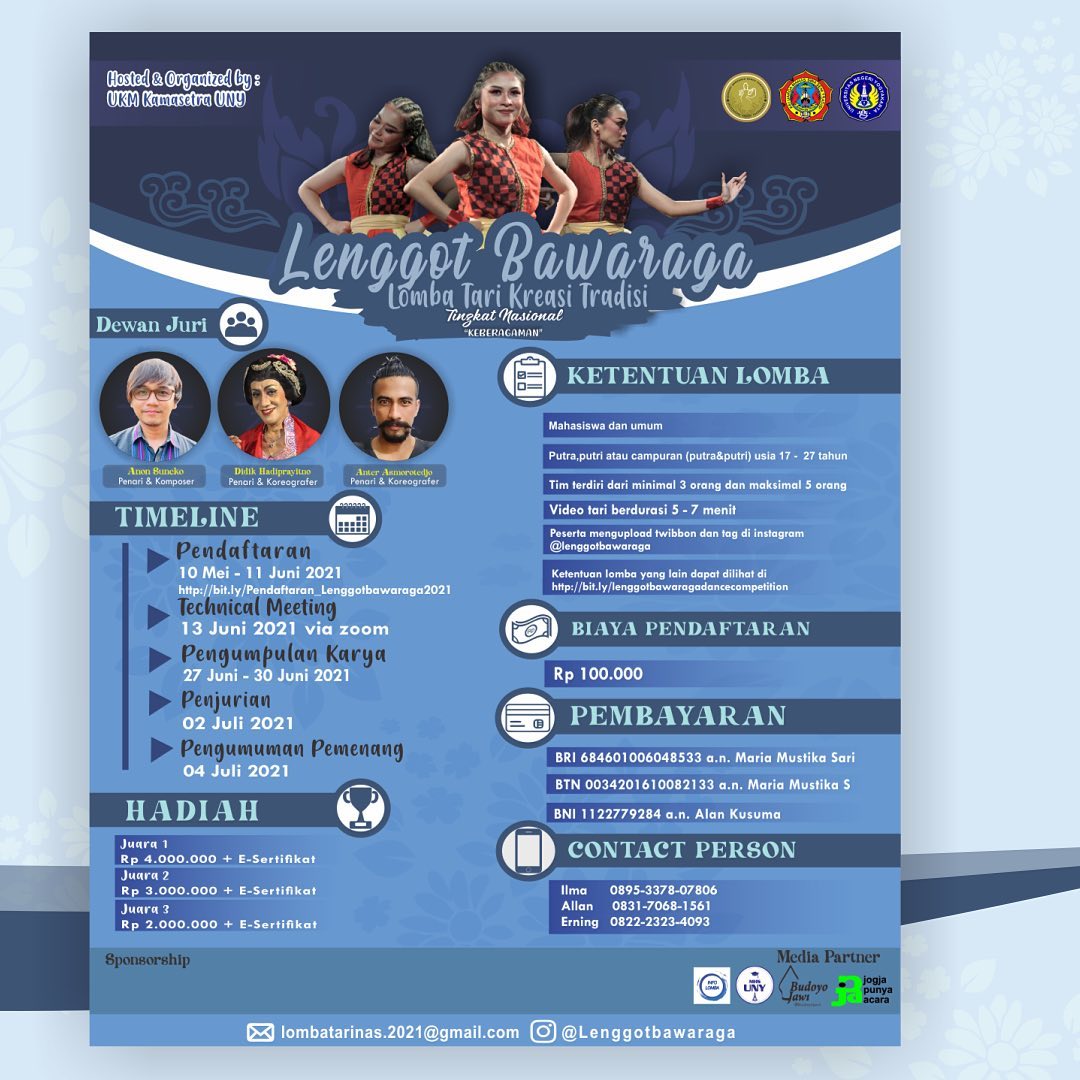 Hosted & Organized by :
UKM Kamasetra UNY
UNIVERSITAS NEGERI YOGYAKARTA
Lenggot Bawaraga
Lomba Tari Kreasi Tradisi
Tingkat Nasional
"KEBERAGAMAN"
Dewan Juri
Anon Suneko
Penari & Komposer
Didik Hadiprayitno
Penari & Koreografer
Anter Asmorotedjo
Penari & Koreografer
TIMELINE
Pendaftaran
10 Mei - 11 Juni 2021
http://bit.ly/Pendaftaran_Lenggotbawaraga2021
Technical Meeting
13 Juni 2021 via zoom
Pengumpulan Karya
27 Juni - 30 Juni 2021
Penjurian
02 Juli 2021
Pengumuman Pemenang
04 Juli 2021
HADIAH
Juara 1
Rp 4.000.000 + E-Sertifikat
Juara 2
Rp 3.000.000 + E-Sertifikat
Juara 3
Rp 2.000.000 + E-Sertifikat
KETENTUAN LOMBA
Mahasiswa dan umum
Putra,putri atau campuran (putra&putri) usia 17 - 27 tahun
Tim terdiri dari minimal 3 orang dan maksimal 5 orang
Video tari berdurasi 5 - 7 menit
Peserta mengupload twibbon dan tag di instagram
@lenggotbawaraga
Ketentuan lomba yang lain dapat dilihat di
http://bit.ly/lenggotbawaragadancecompetition
BIAYA PENDAFTARAN
Rp 100.000
PEMBAYARAN
BRI 684601006048533 a.n. Maria Mustika Sari
BTN 0034201610082133 a.n. Maria Mustika S
BNI 1122779284 a.n. Alan Kusuma
CONTACT PERSON
Ilma 0895-3378-07806
Allan 0831-7068-1561
Erning 0822-2323-4093
Sponsorship
Media Partner
INFO
LOMBA
UNY
Budoyo
Jawi
jogja
punya
acara
lombatarinas.2021@gmail.com @Lenggotbawaraga